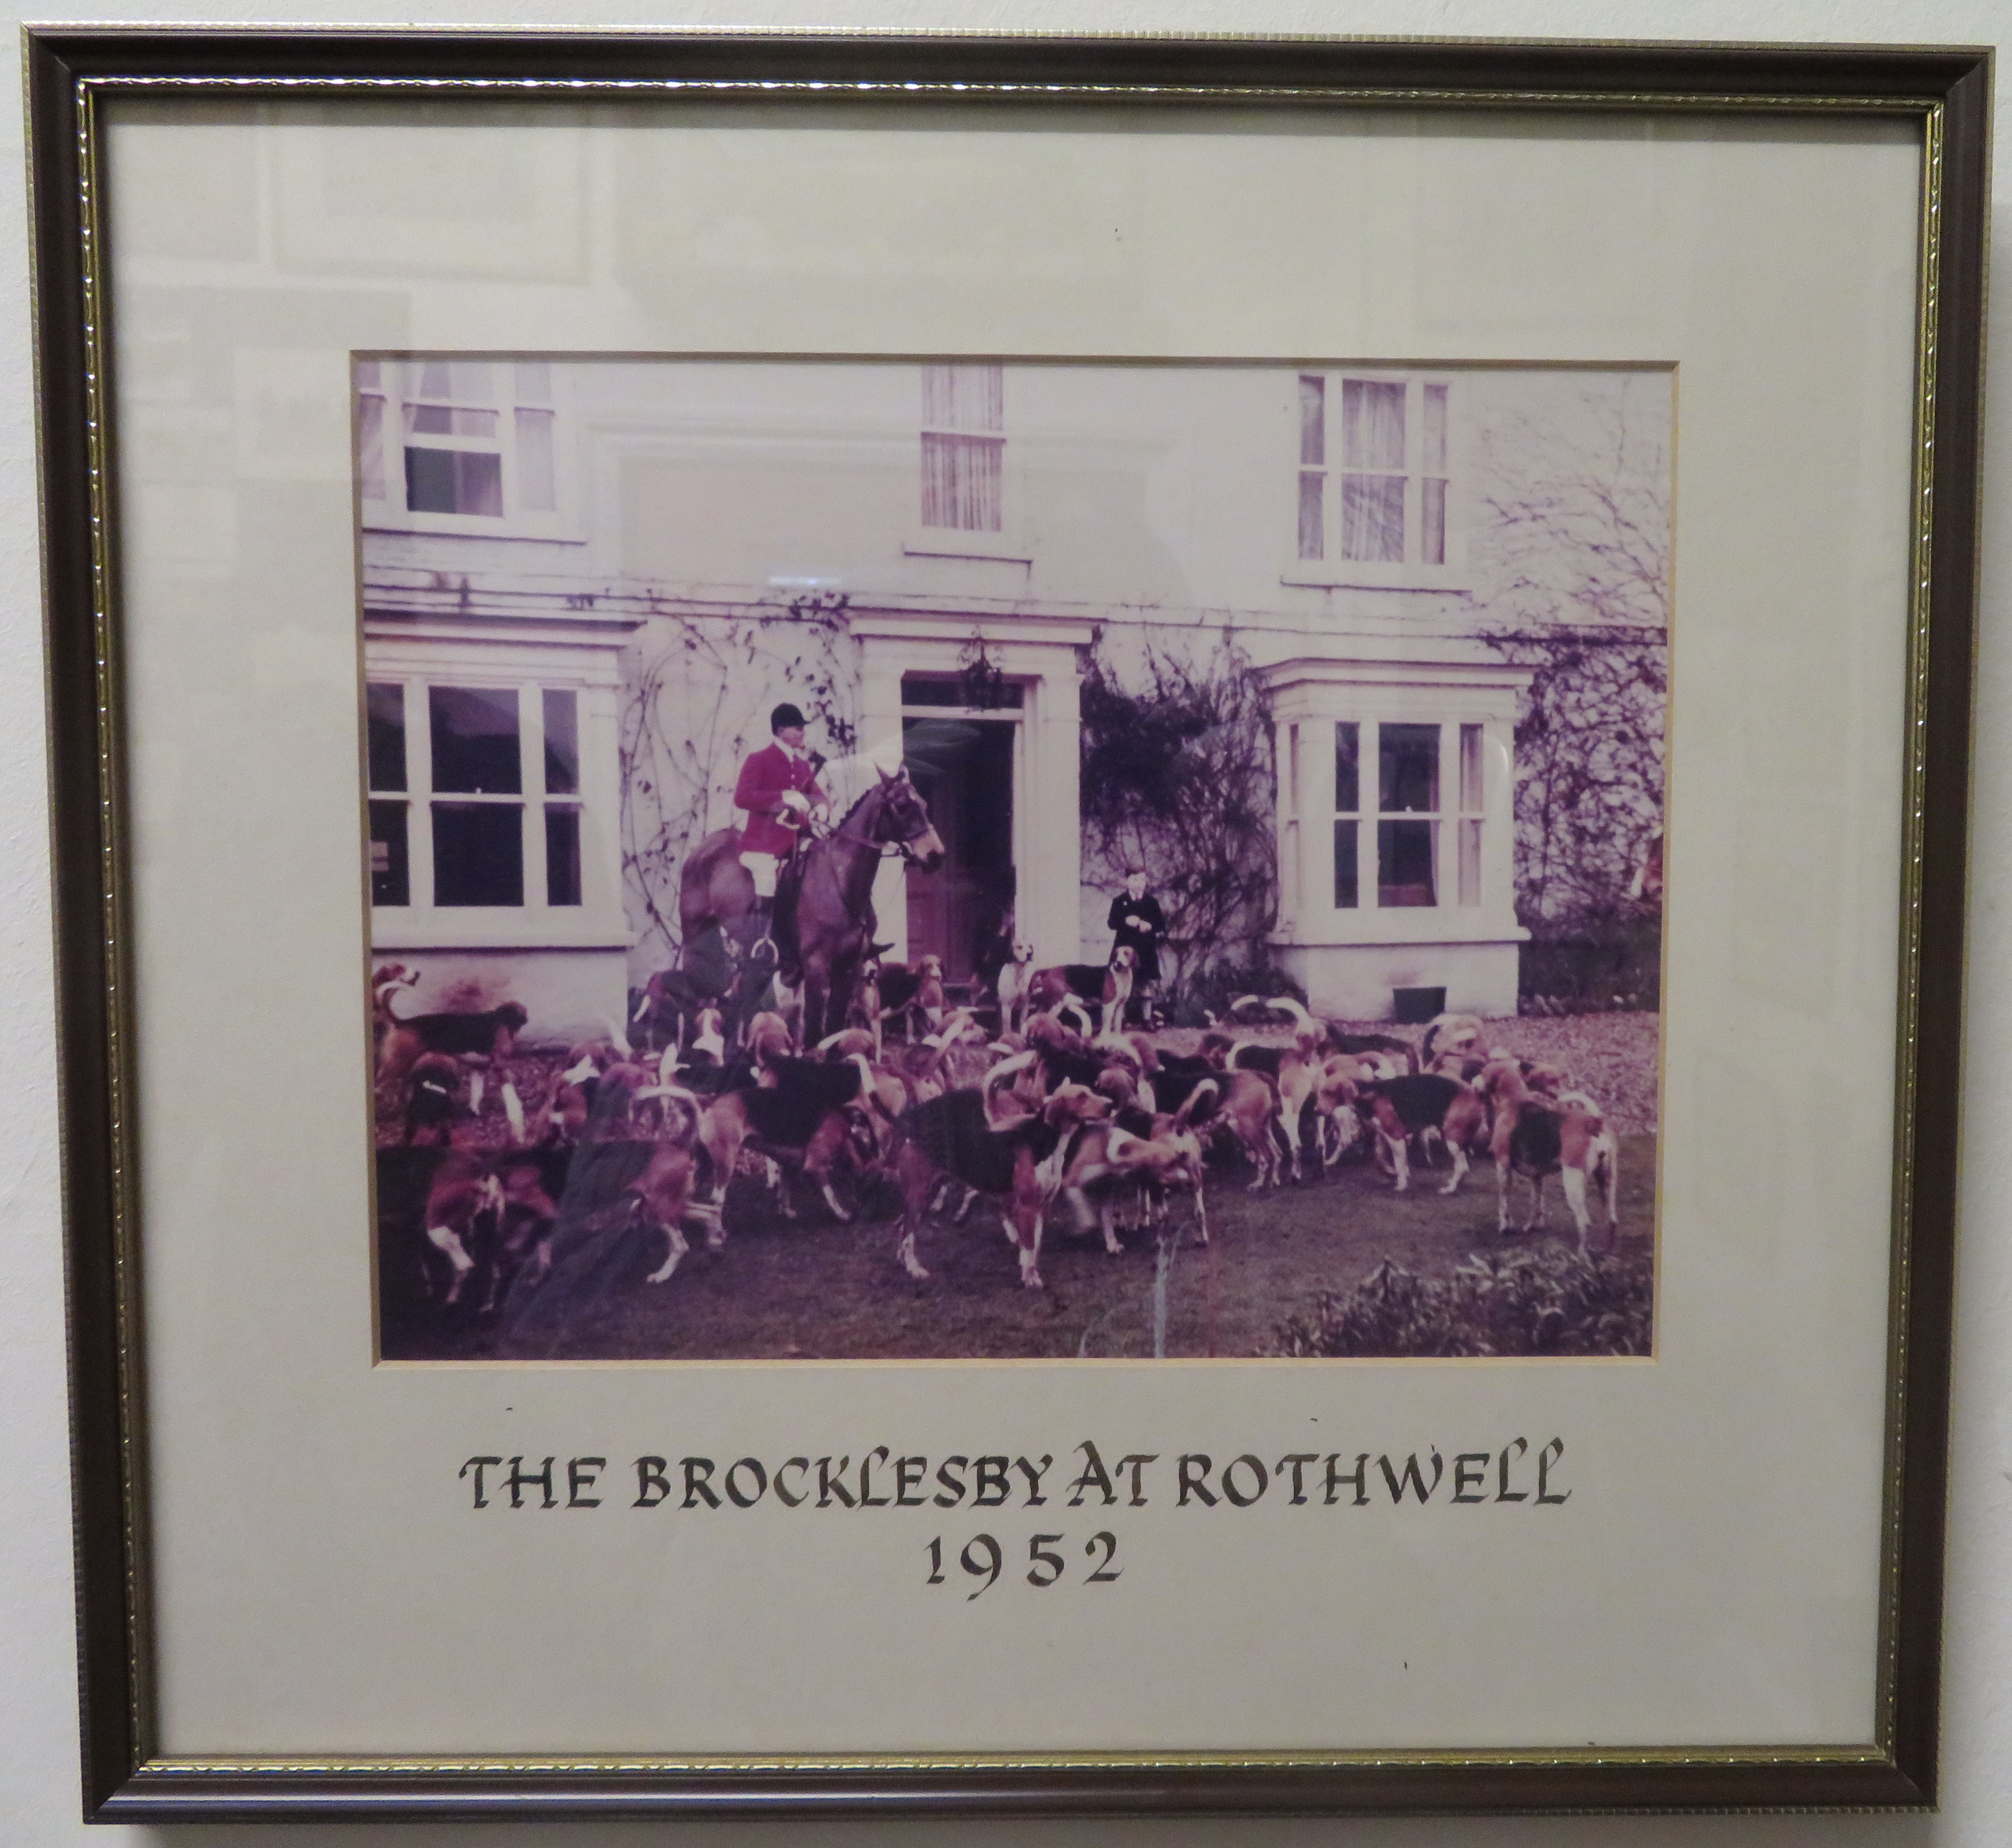 THE BROCKLESBY AT ROTHWELL
1952